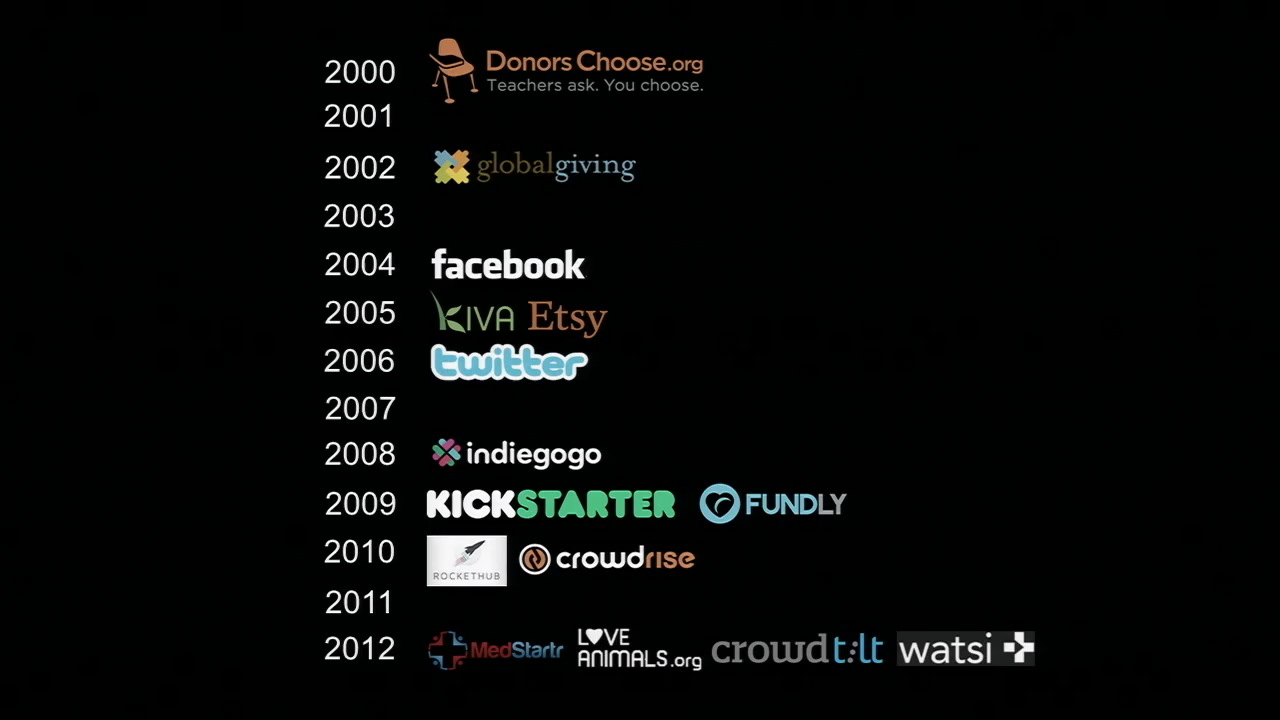 2000 DonorsChoose.org
Teachers ask. You choose.
2001
2002 globalgiving
2003
2004 facebook
2005 KIVA Etsy
2006 twitter
2007
2008 indiegogo
2009 KICKSTARTER FUNDLY
2010 ROCKETHUB crowdrise
2011
2012 MedStartr LOVE ANIMALS.org crowdtilt watsi